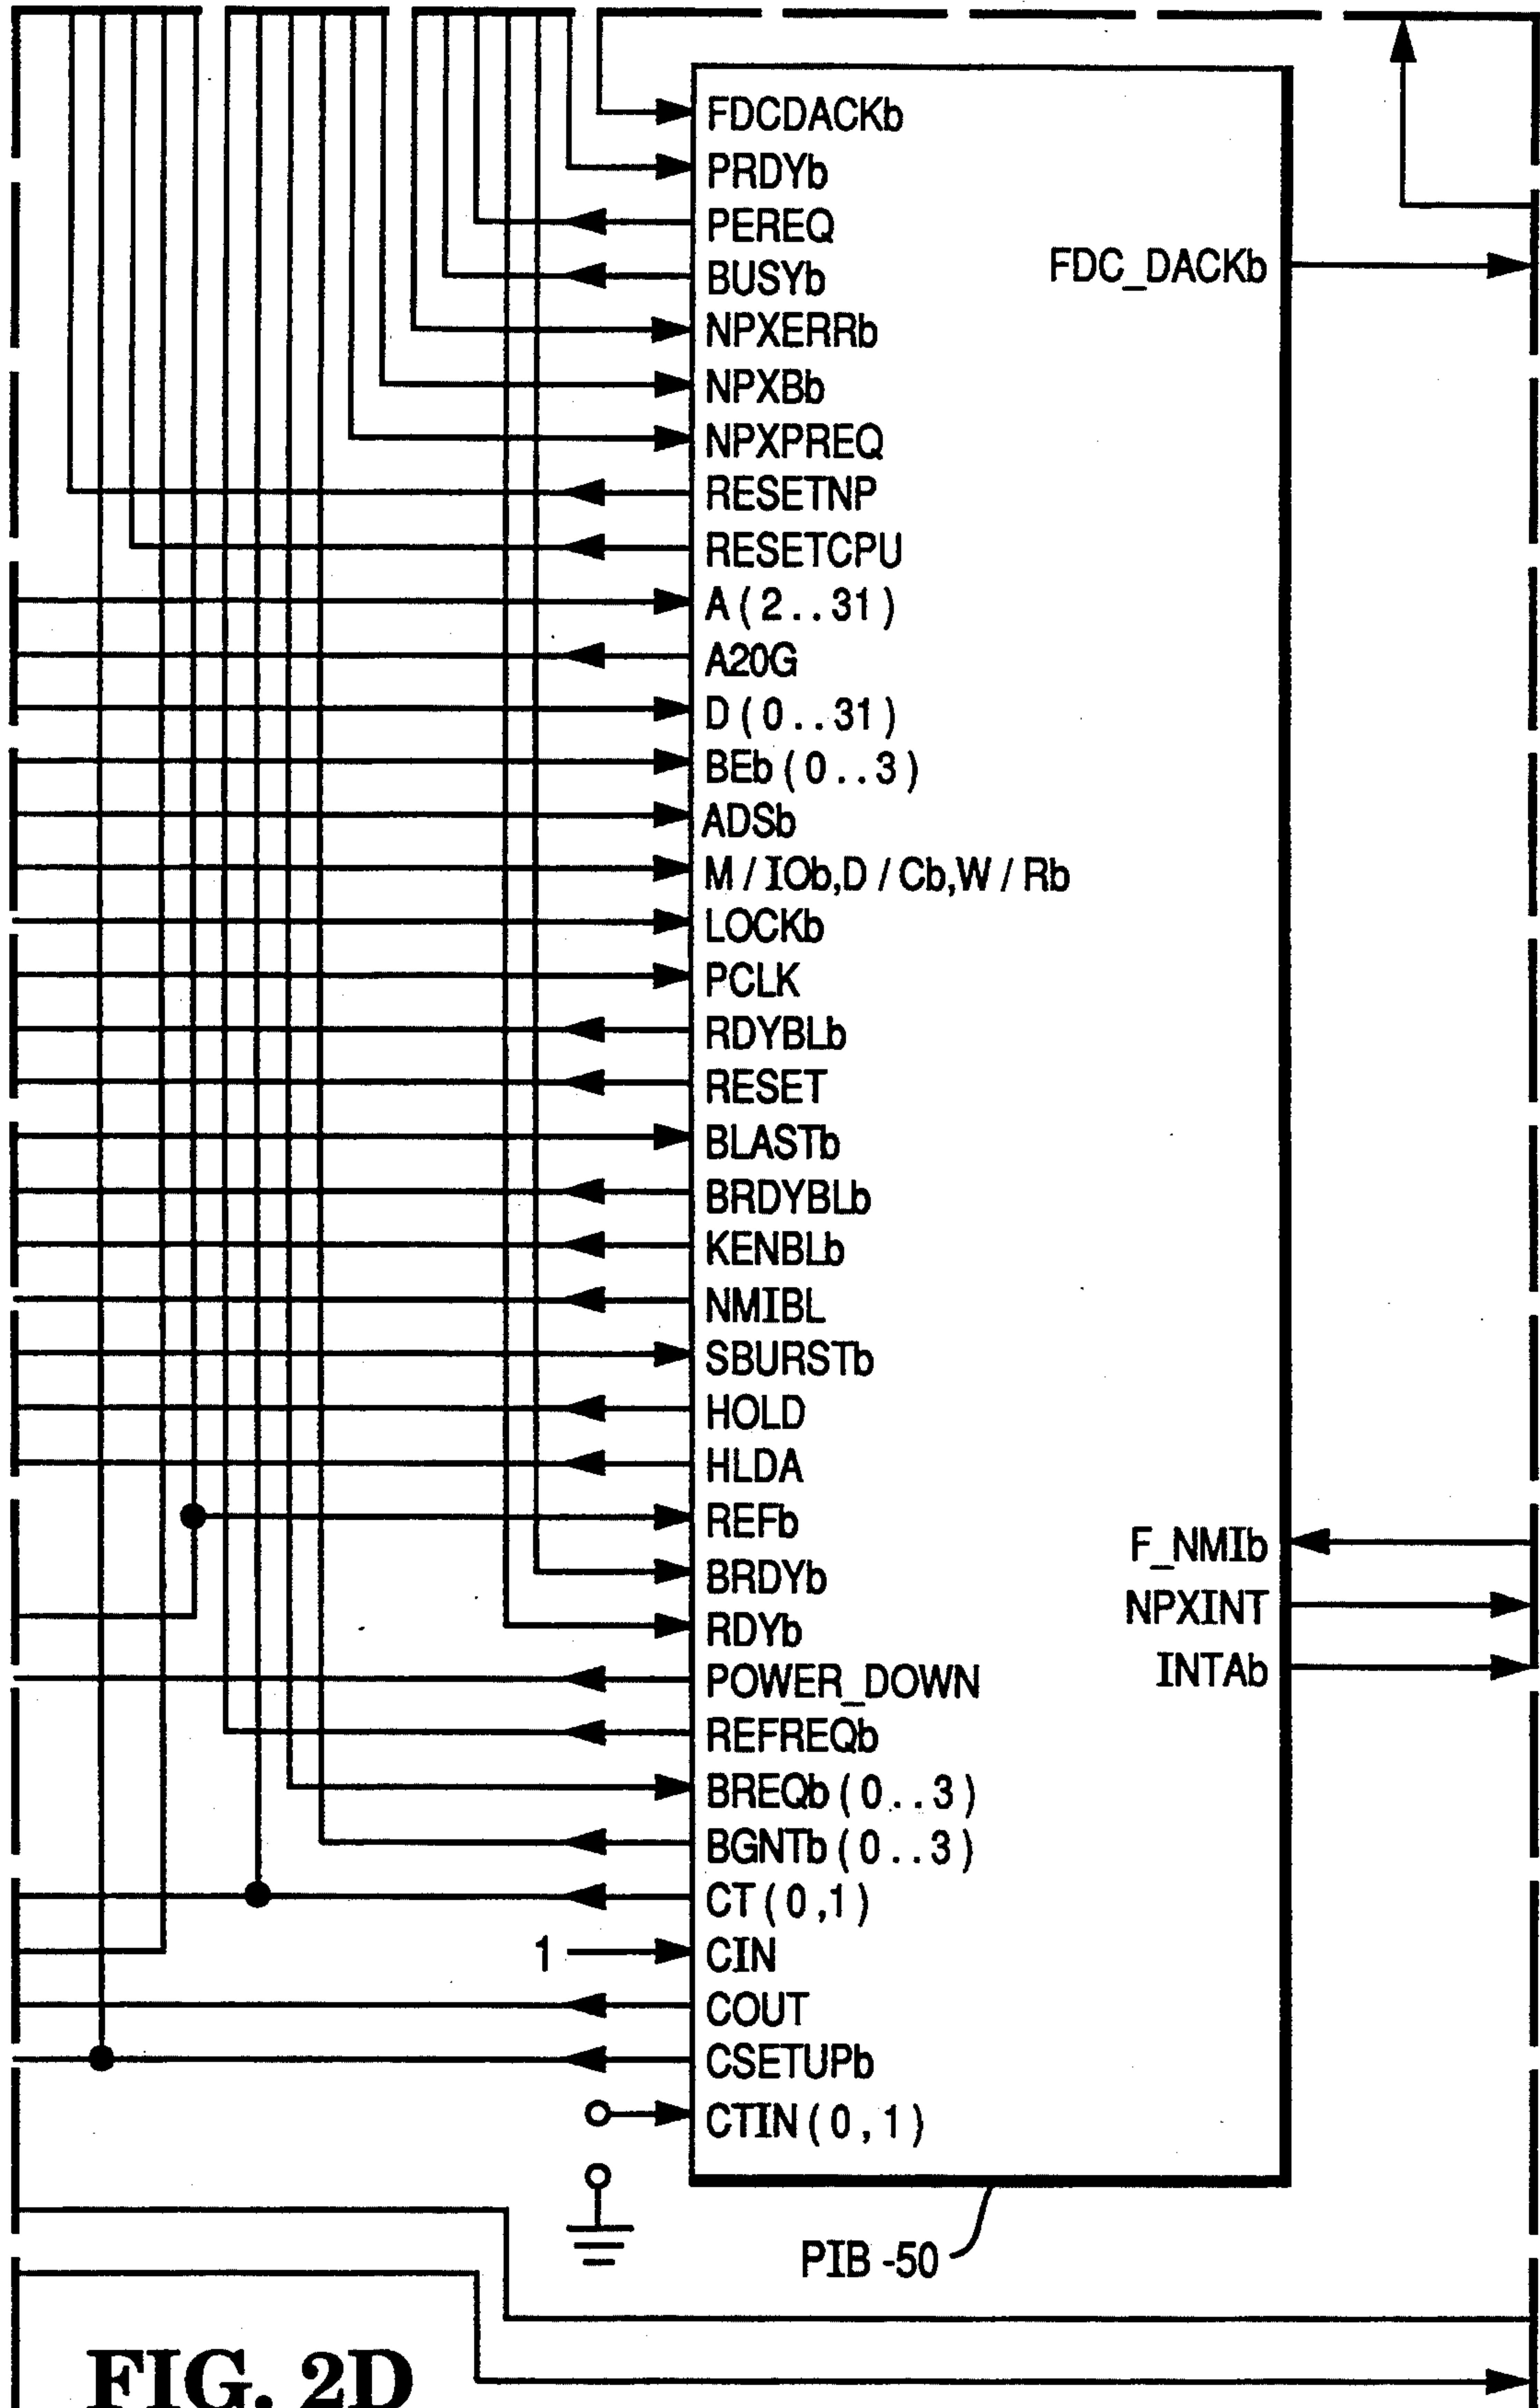 FDCDACKb
PRDYb
PEREQ
BUSYb
FDC_DACKb
NPXERRb
NPXBb
NPXPREQ
RESETNP
RESETCPU
A(2..31)
A20G
D(0..31)
BEb(0..3)
ADSb
M/IOb,D/Cb,W/Rb
LOCKb
PCLK
RDYBLb
RESET
BLASTb
BRDYBLb
KENBLb
NMIBL
SBURSTb
HOLD
HLDA
REFb
F_NMIb
BRDYb
NPXINT
RDYb
INTAb
POWER_DOWN
REFREQb
BREQb(0..3)
BGNTb(0..3)
CT(0,1)
1 CIN
COUT
CSETUPb
CTIN(0,1)
PIB-50
FIG. 2D